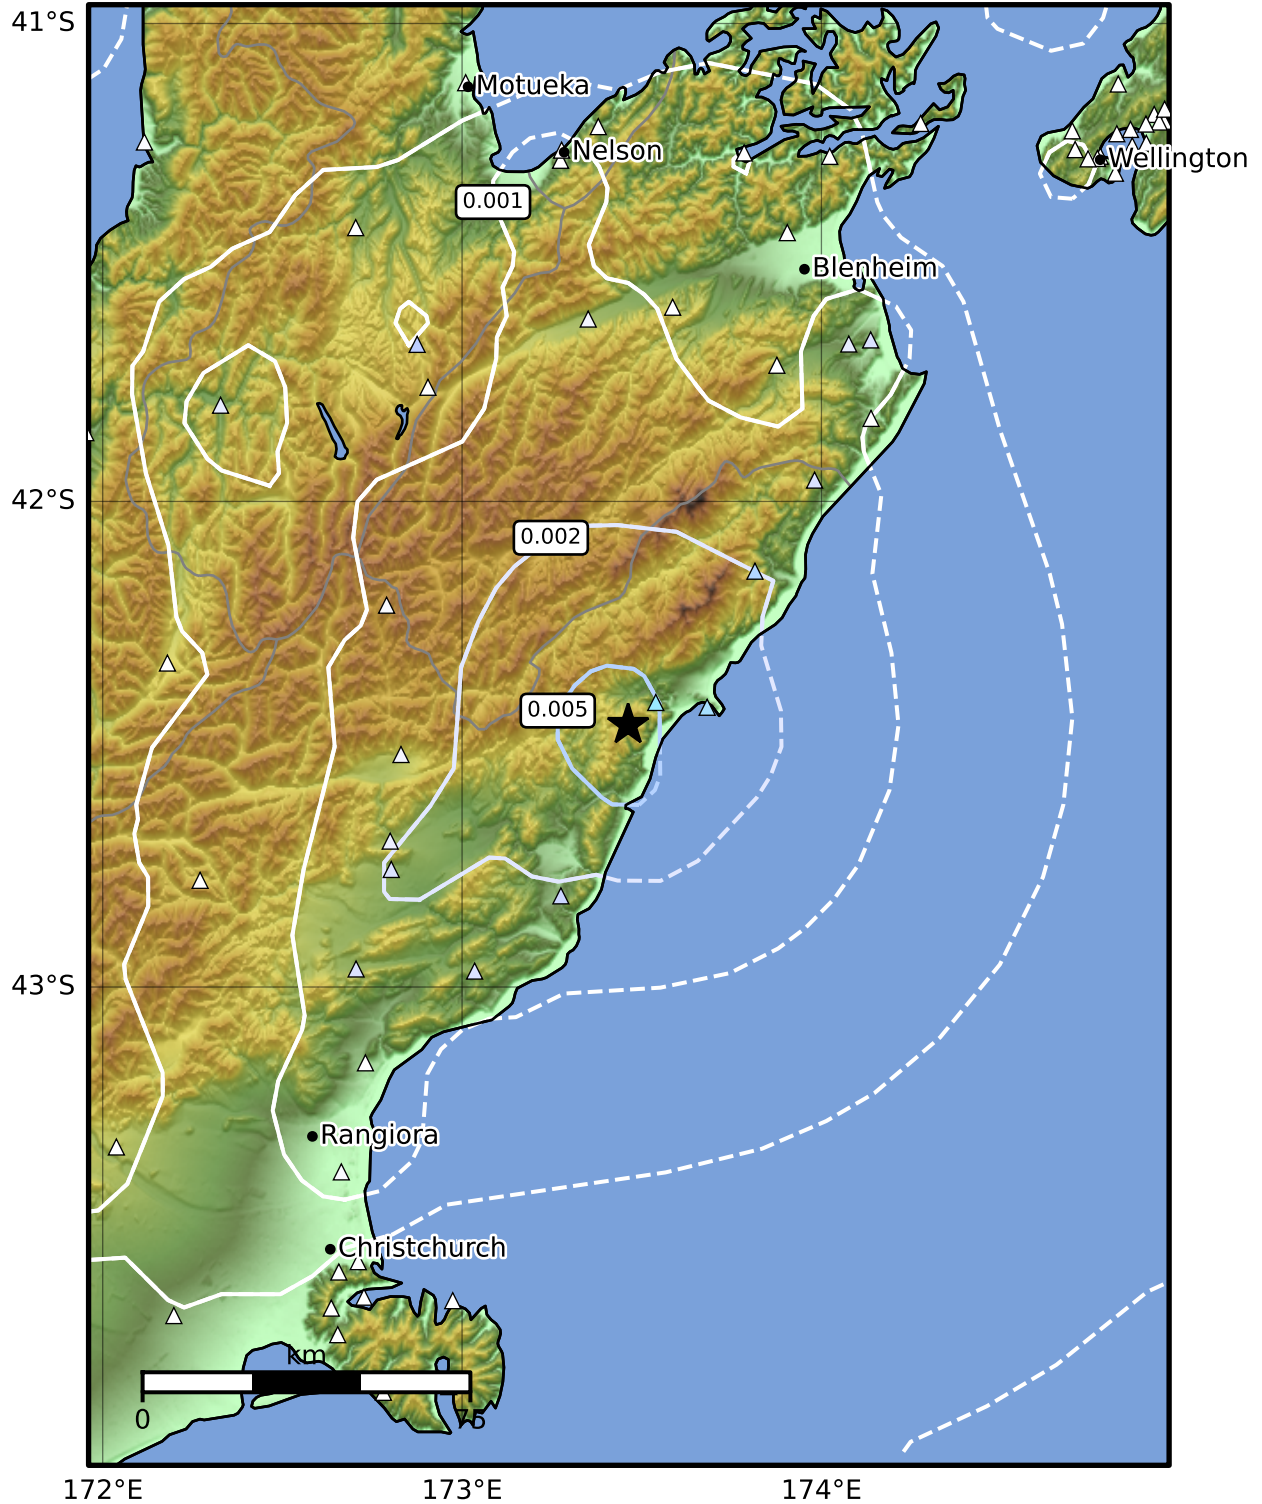 41°S
Motueka
Nelson
Wellington
0.001
Blenheim
42°S
0.002
0.005
43°S
Rangiora
Christchurch
km
0
75
172°E
173°E
174°E